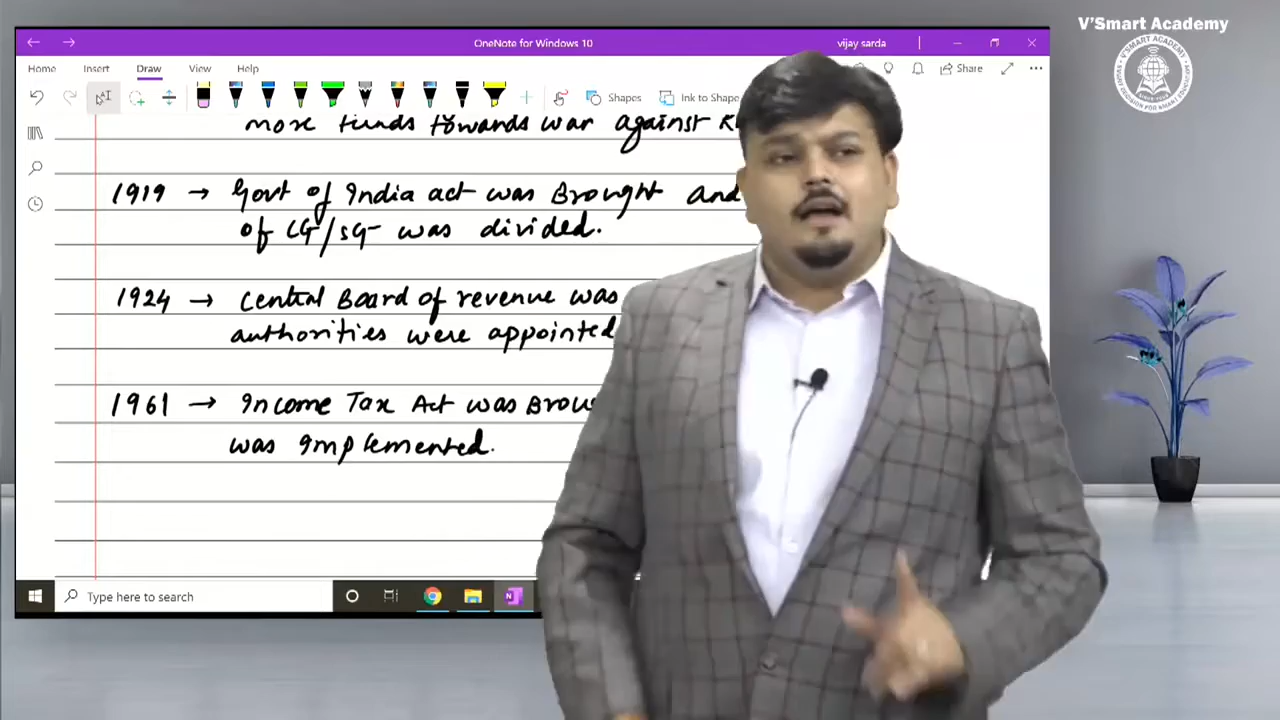 V'Smart Academy
OneNote for Windows 10
vijay sarda
Home Insert Draw View Help
Share
Shapes
Ink to Shape
more funds towards war against
1919 → Govt of India act was Brought and
of CG/SG was divided.
1924 → Central Board of revenue was
authorities were appointed
1961 → Income Tax Act was
was Implemented.
Type here to search